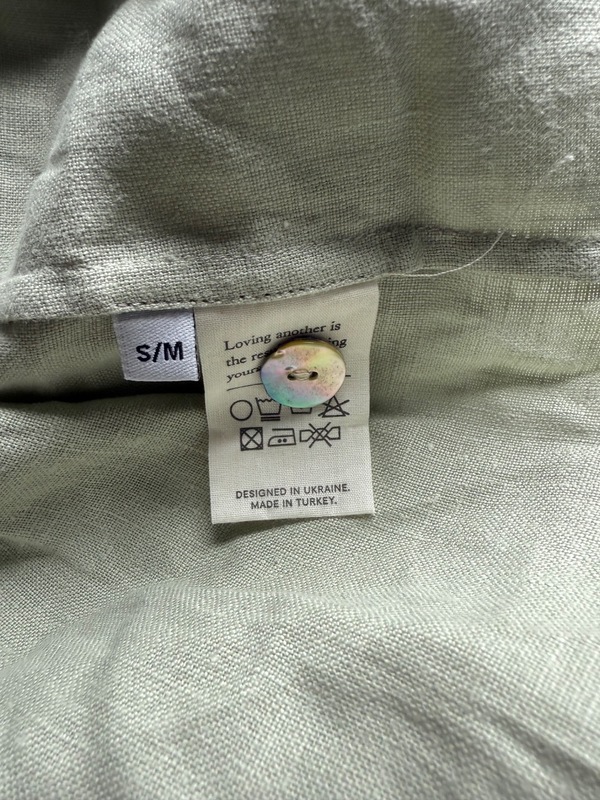 S/M
Loving another is
the
DESIGNED IN UKRAINE.
MADE IN TURKEY.